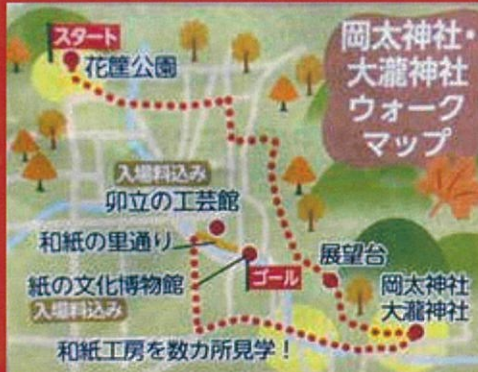 岡太神社・
大瀧神社
ウォーク
マップ
スタート
花筐公園
入場料込み
卯立の工芸館
和紙の里通り
展望台
紙の文化博物館
ゴール
岡太神社
大瀧神社
入場料込み
和紙工房を数カ所見学!